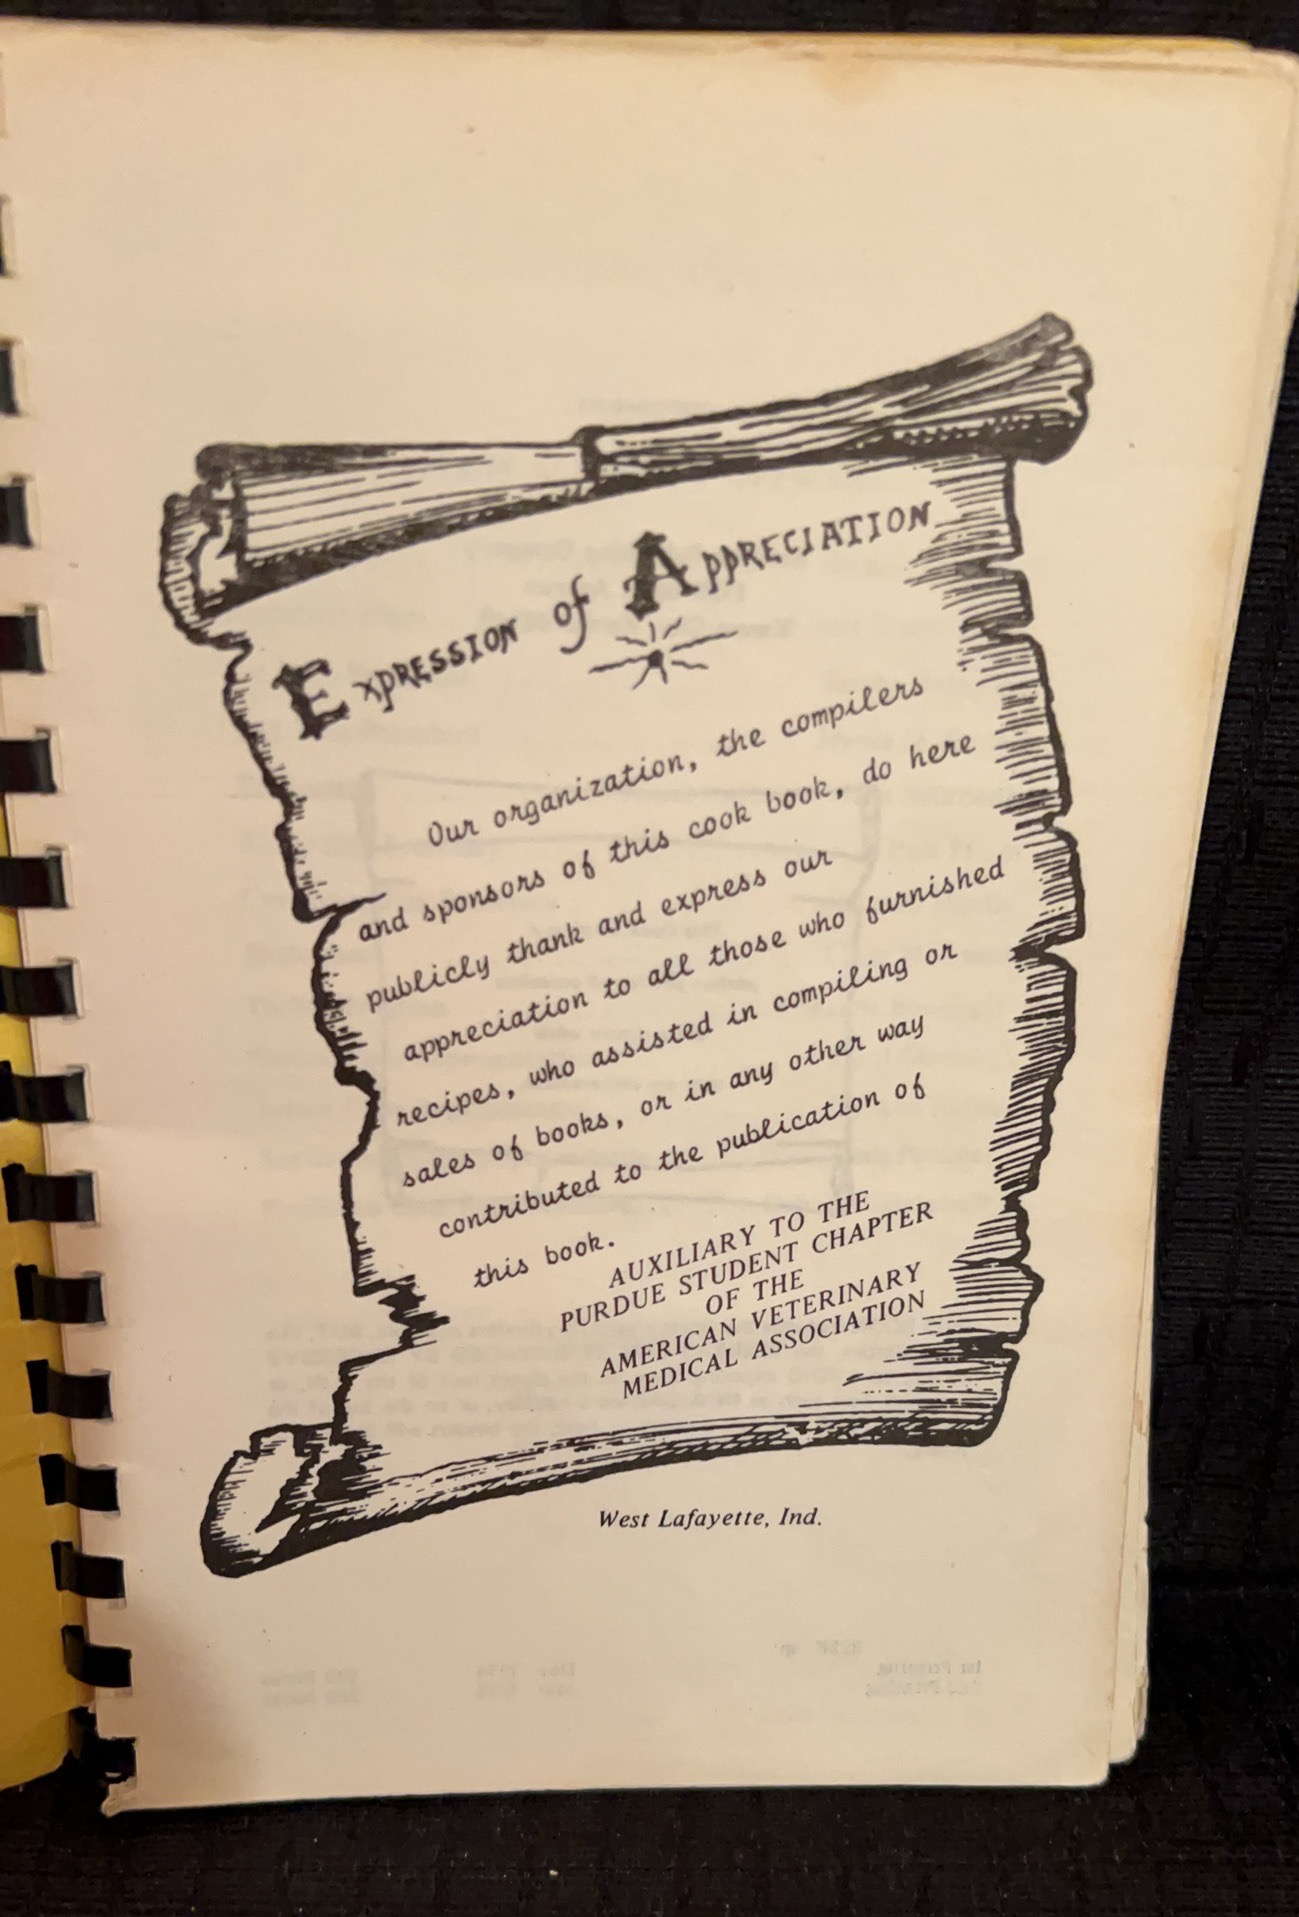 Expression of Appreciation
Our organization, the compilers
and sponsors of this cook book, do here
publicly thank and express our
appreciation to all those who furnished
recipes, who assisted in compiling or
sales of books, or in any other way
contributed to the publication of
this book.
AUXILIARY TO THE
PURDUE STUDENT CHAPTER
OF THE
AMERICAN VETERINARY
MEDICAL ASSOCIATION
West Lafayette, Ind.